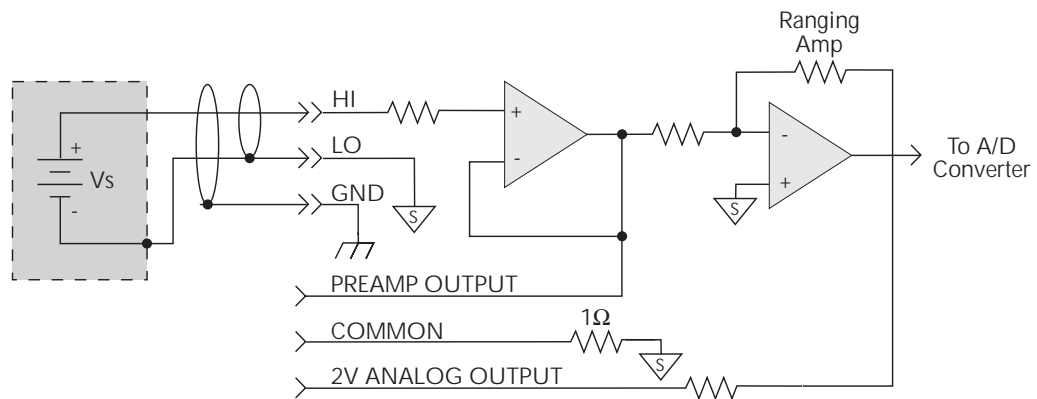 Ranging
Amp
HI
+
-
LO
+
-
Vs
S
GND
-
+
S
To A/D
Converter
PREAMP OUTPUT
COMMON
1Ω
S
2V ANALOG OUTPUT